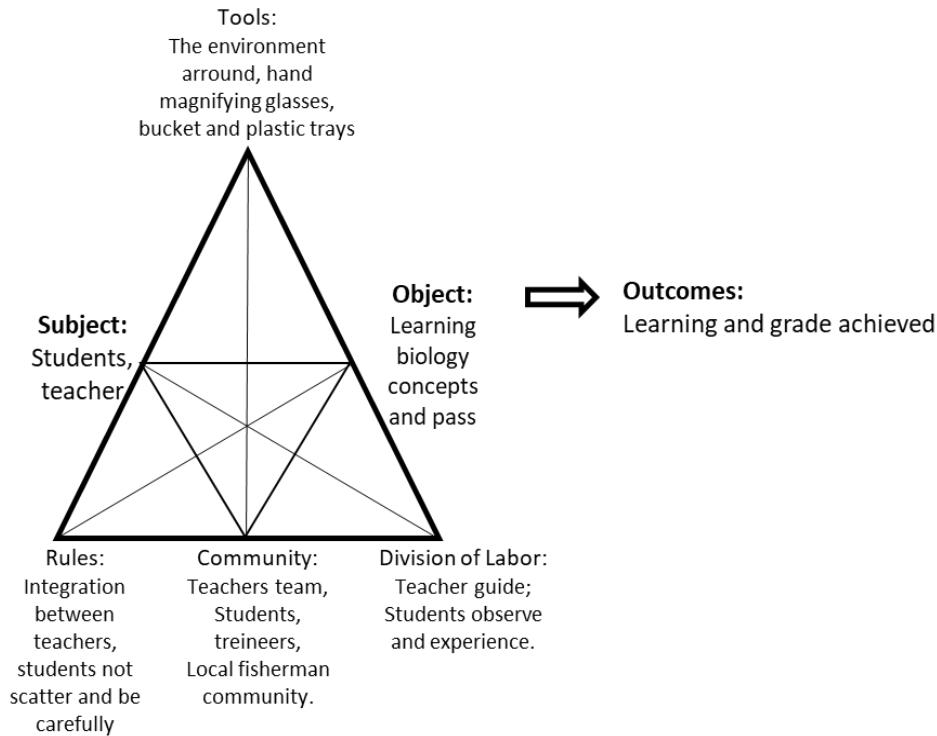 Tools:
The environment
arround, hand
magnifying glasses,
bucket and plastic trays
Subject:
Students,
teacher
Object:
Learning
biology
concepts
and pass
Outcomes:
Learning and grade achieved
Rules:
Integration
between
teachers,
students not
scatter and be
carefully
Community:
Teachers team,
Students,
treineers,
Local fisherman
community.
Division of Labor:
Teacher guide;
Students observe
and experience.